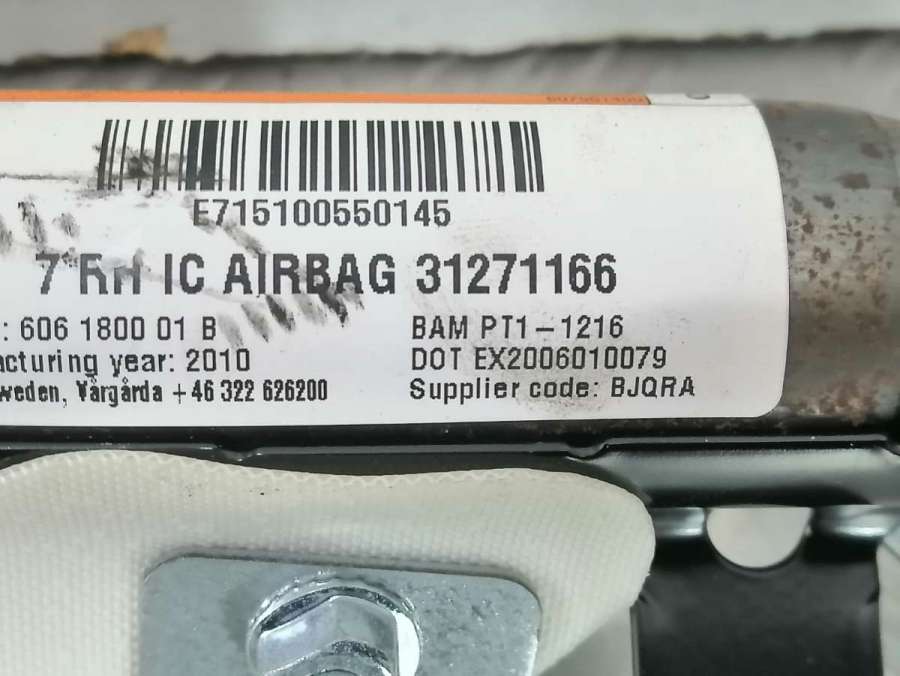 E715100550145
7 RH IC AIRBAG 31271166
: 606 1800 01 B
BAM PT1-1216
acturing year: 2010
DOT EX2006010079
weden, Vårgårda +46 322 626200
Supplier code: BJQRA